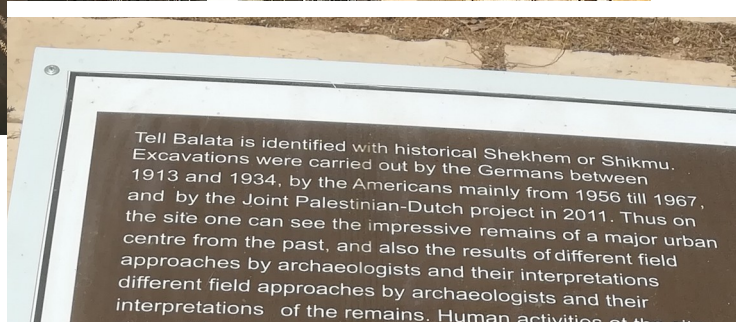 Tell Balata is identified with historical Shekhem or Shikmu.
Excavations were carried out by the Germans between
1913 and 1934, by the Americans mainly from 1956 till 1967,
and by the Joint Palestinian-Dutch project in 2011. Thus on
the site one can see the impressive remains of a major urban
centre from the past, and also the results of different field
approaches by archaeologists and their interpretations
different field approaches by archaeologists and their
interpretations of the remains. Human activities at